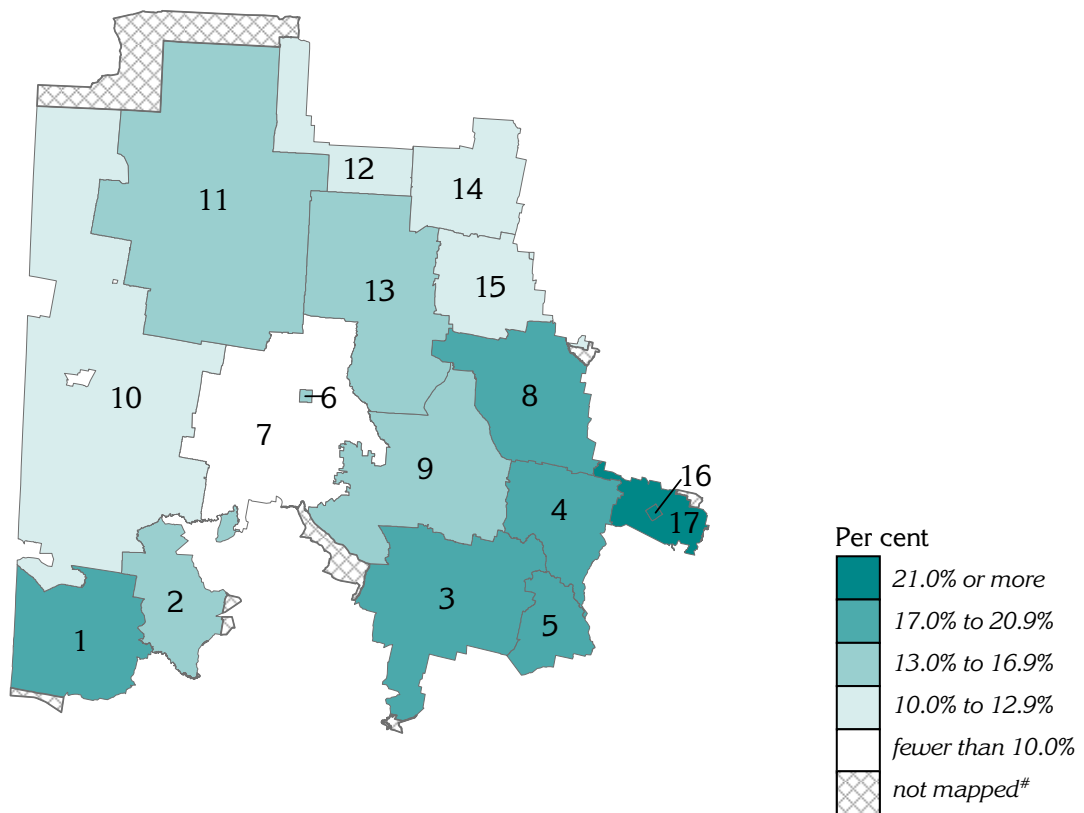 12
14
11
15
13
10
6
8
7
9
16
4
17
2
3
5
1
Per cent
21.0% or more
17.0% to 20.9%
13.0% to 16.9%
10.0% to 12.9%
fewer than 10.0%
not mapped#